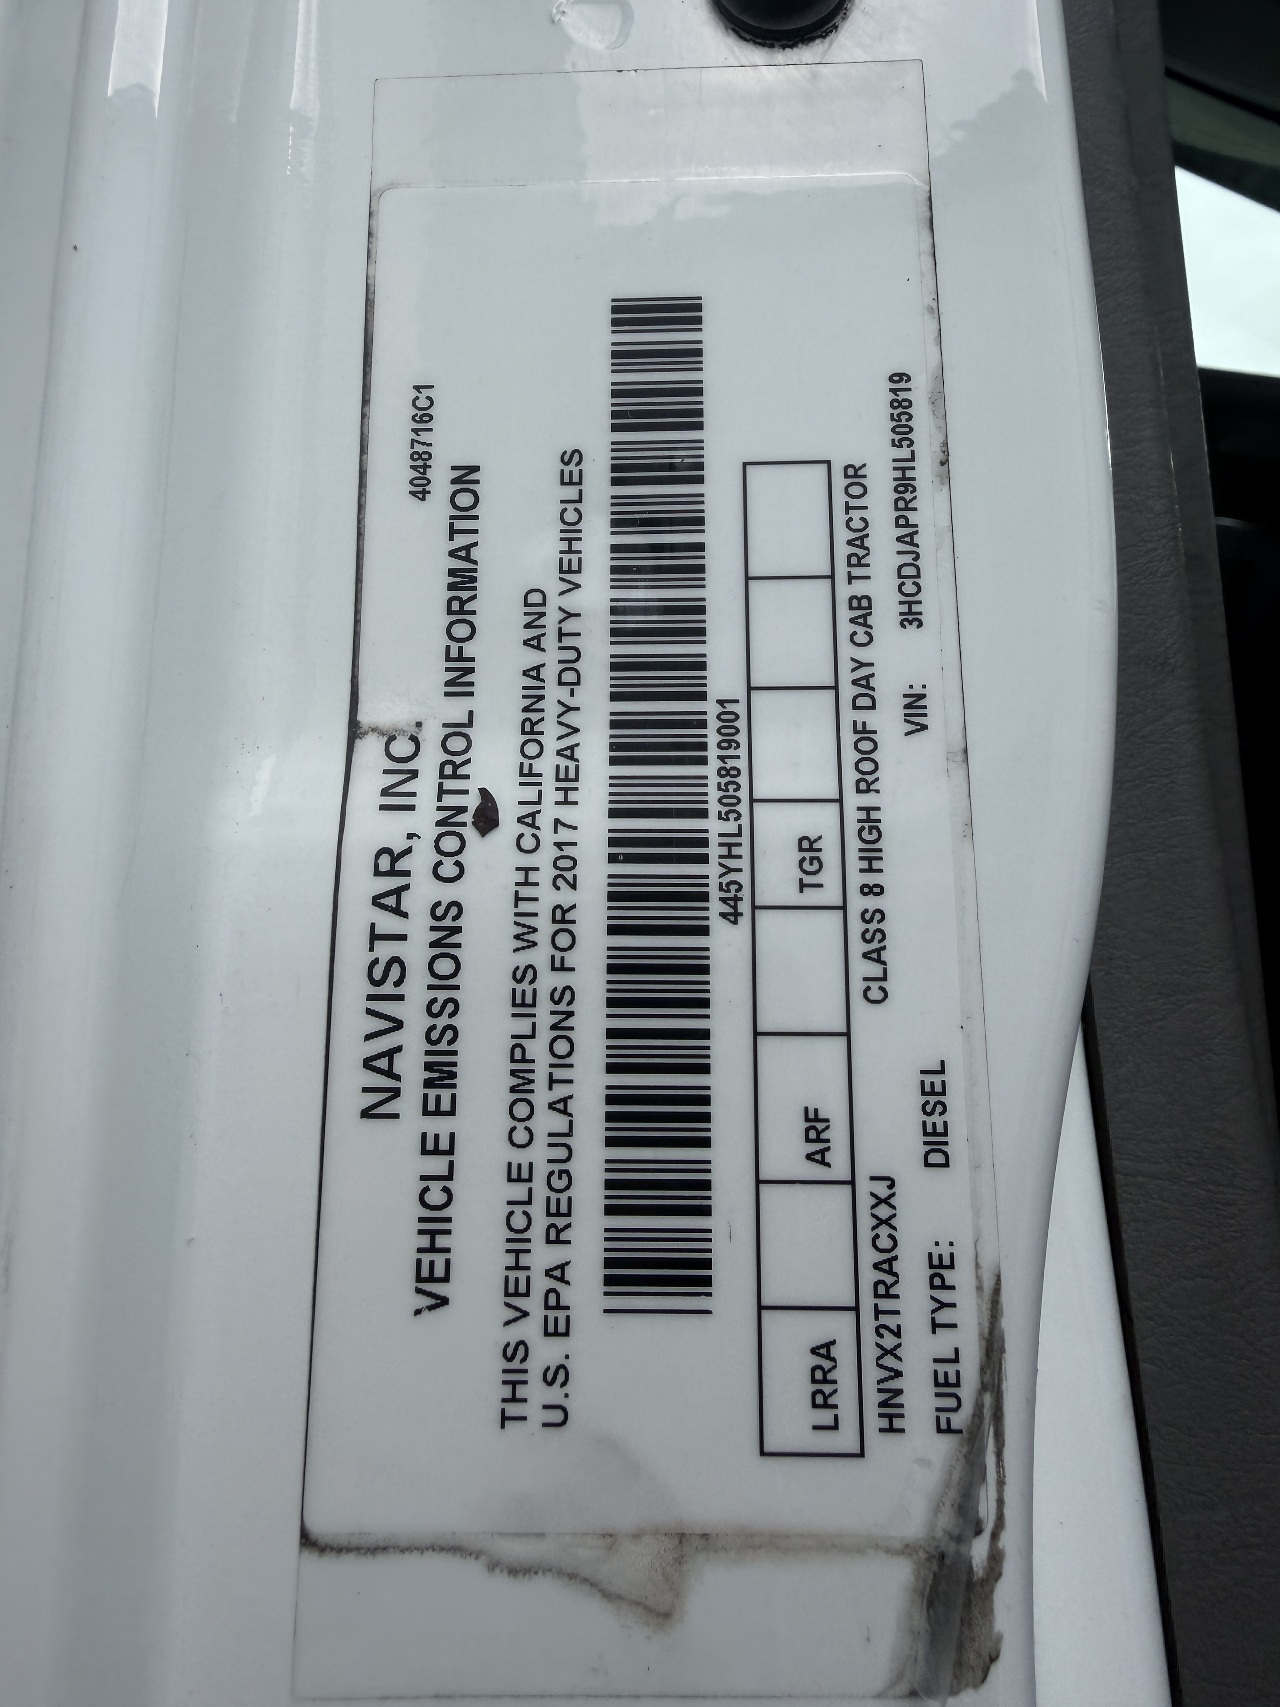 4048716C1
NAVISTAR, INC.
VEHICLE EMISSIONS CONTROL INFORMATION
THIS VEHICLE COMPLIES WITH CALIFORNIA AND
U.S. EPA REGULATIONS FOR 2017 HEAVY-DUTY VEHICLES
445YHL505819001
LRRA ARF TGR
HNVX2TRACXXJ CLASS 8 HIGH ROOF DAY CAB TRACTOR
FUEL TYPE: DIESEL VIN: 3HCDJAPR9HL505819